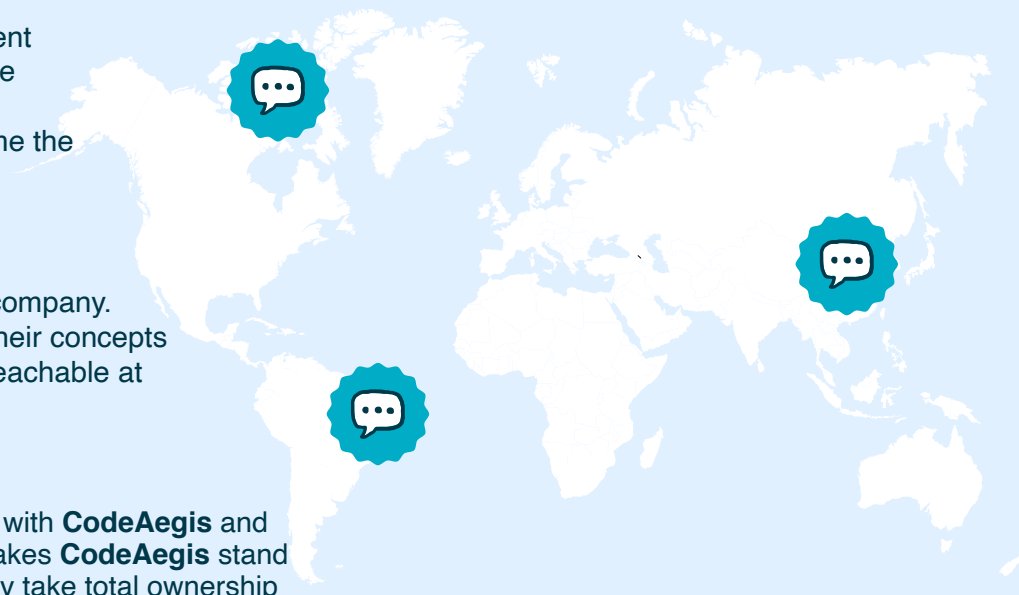 ent
e
ne the
company.
heir concepts
eachable at
with CodeAegis and
akes CodeAegis stand
y take total ownership